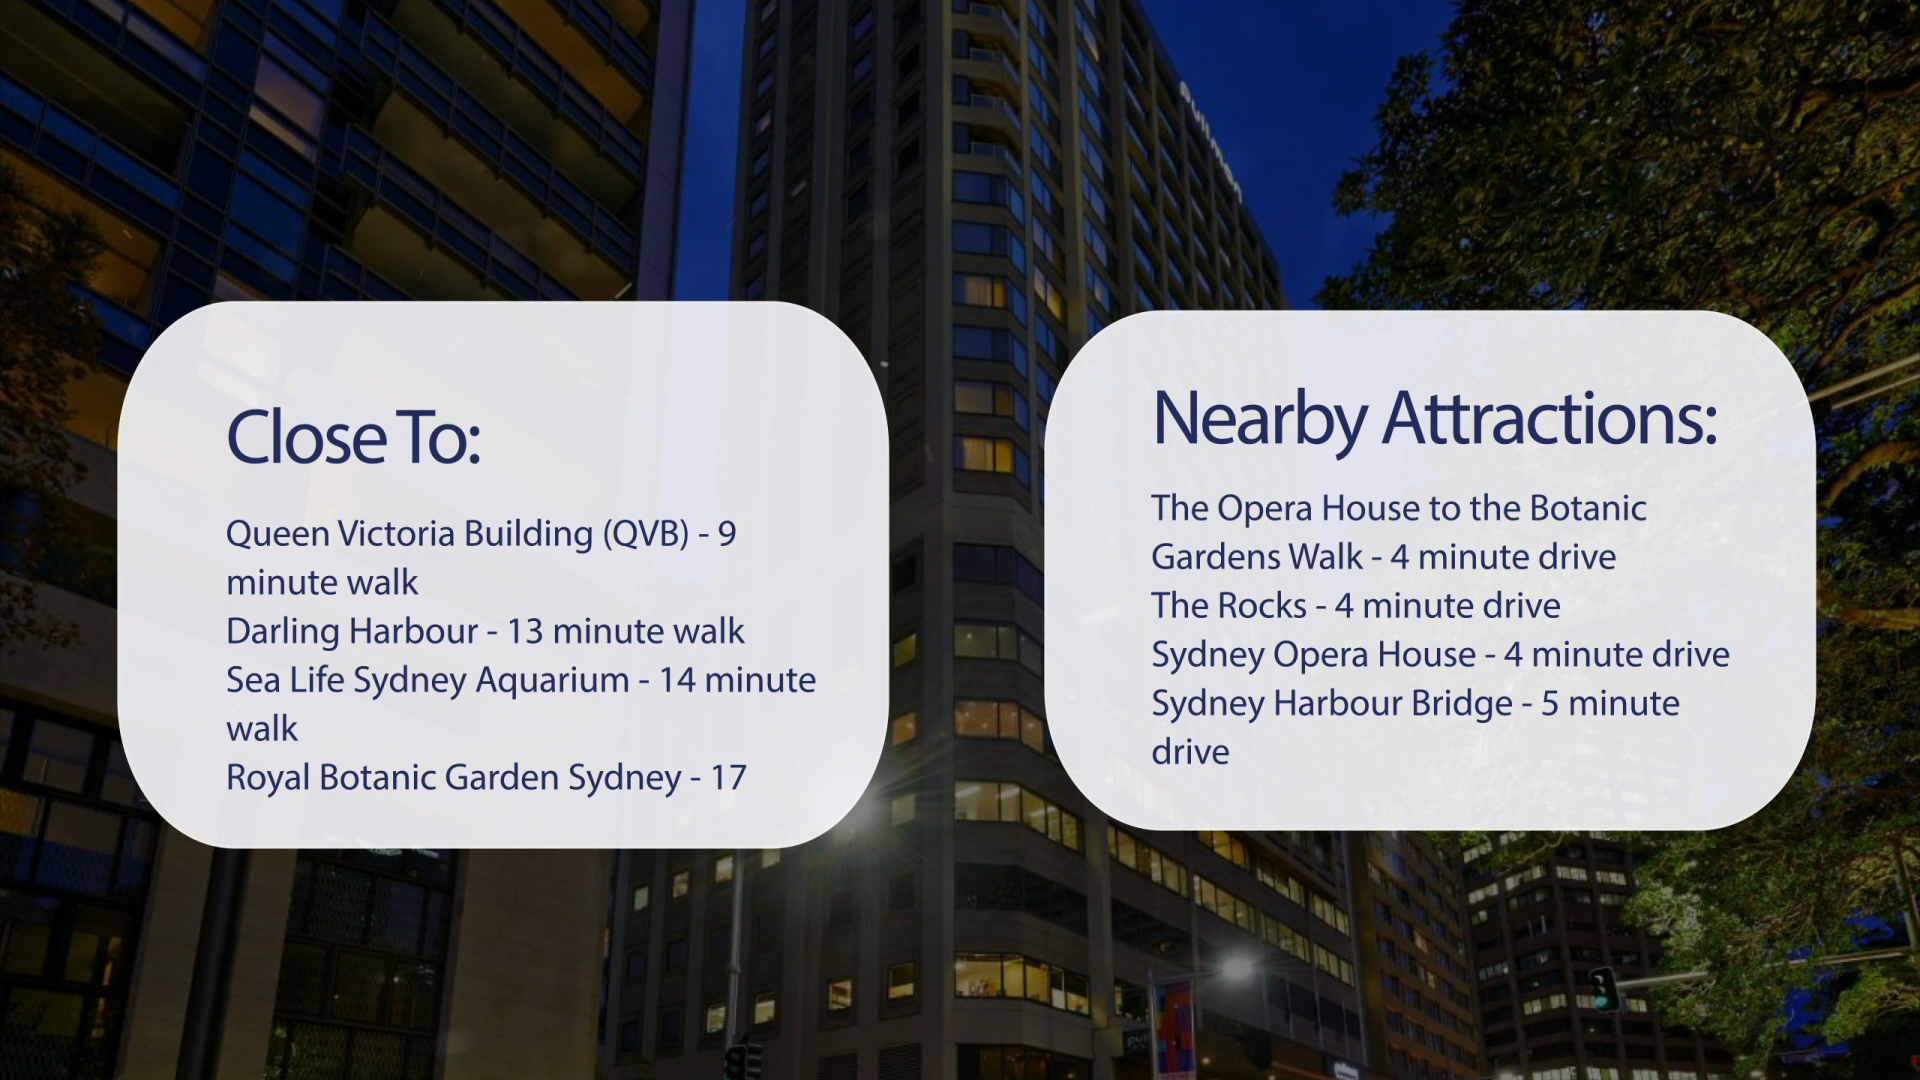 Pullman
Close To:
Queen Victoria Building (QVB) - 9
minute walk
Darling Harbour - 13 minute walk
Sea Life Sydney Aquarium - 14 minute
walk
Royal Botanic Garden Sydney - 17
Nearby Attractions:
The Opera House to the Botanic
Gardens Walk - 4 minute drive
The Rocks - 4 minute drive
Sydney Opera House - 4 minute drive
Sydney Harbour Bridge - 5 minute
drive